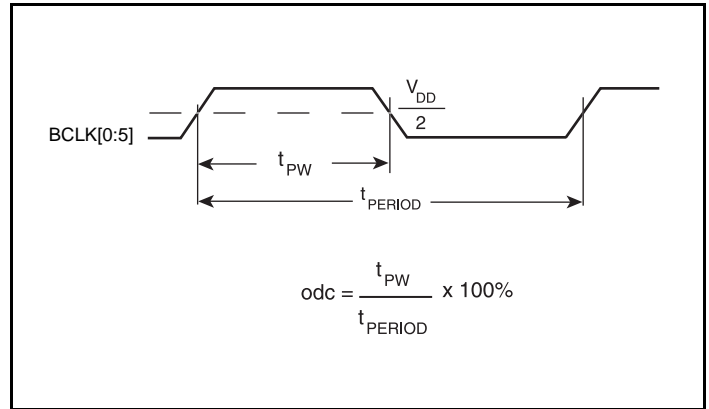 V_DD
2
BCLK[0:5]
t_PW
t_PERIOD
odc = t_PW / t_PERIOD x 100%